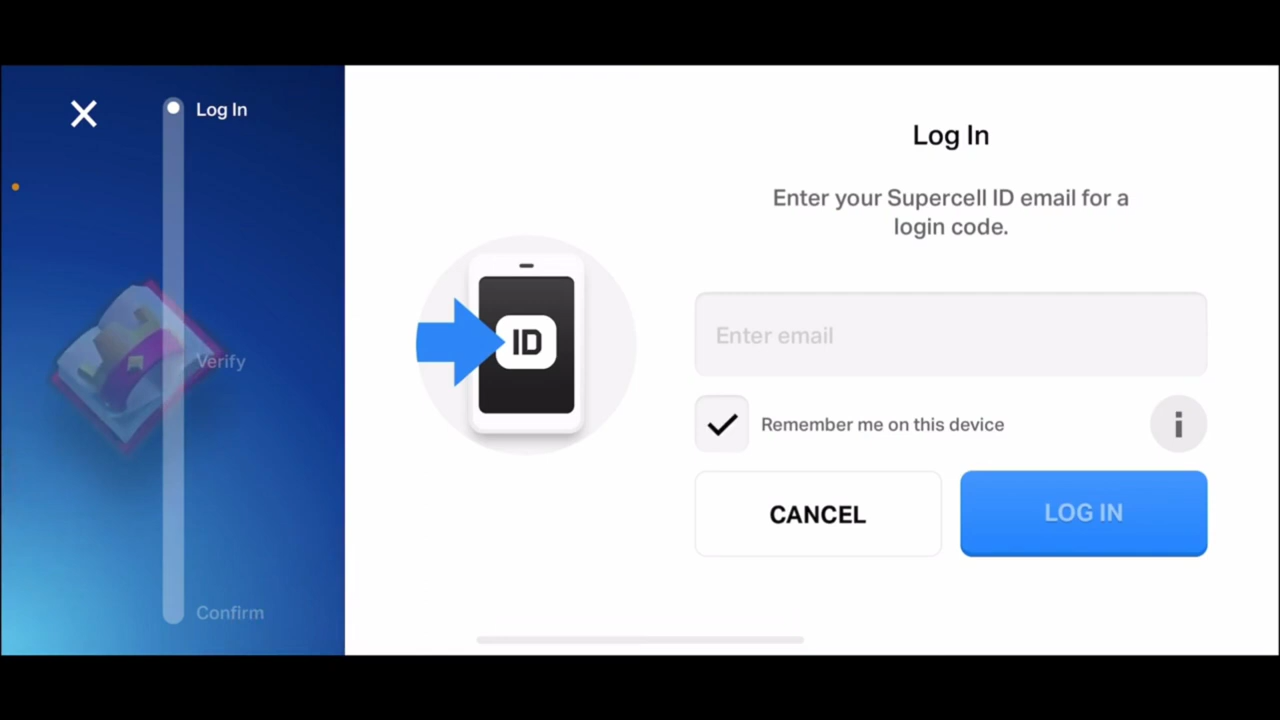 Log In
Verify
Confirm
Log In
Enter your Supercell ID email for a
login code.
ID
Enter email
Remember me on this device
i
CANCEL
LOG IN